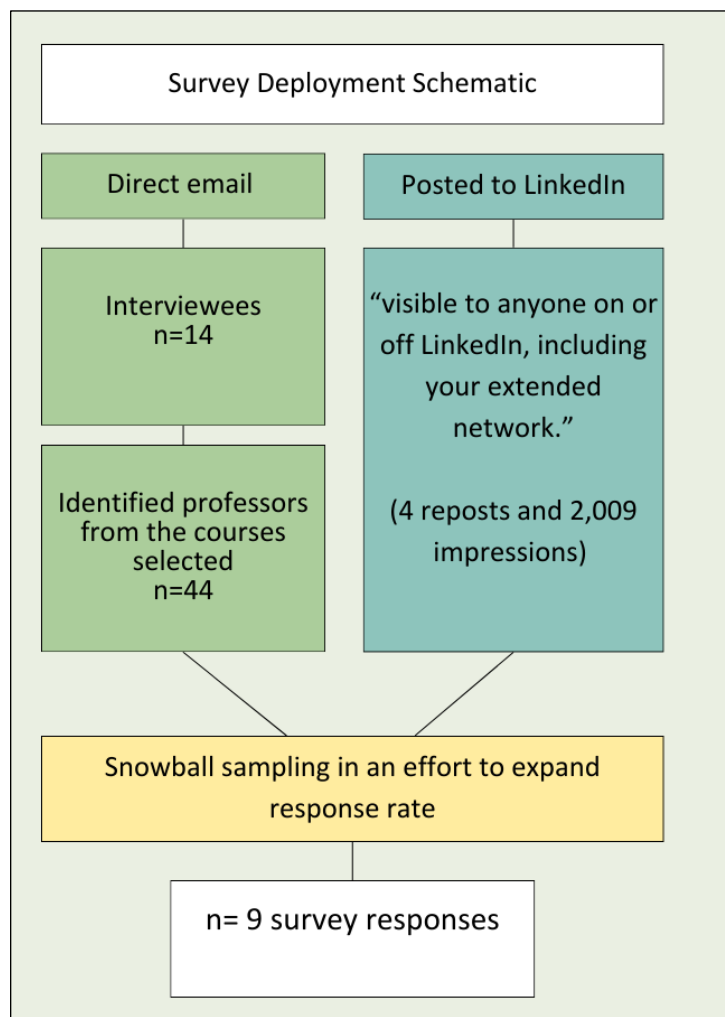 Survey Deployment Schematic
Direct email
Interviewees
n=14
Identified professors
from the courses
selected
n=44
Posted to LinkedIn
“visible to anyone on or
off LinkedIn, including
your extended
network.”
(4 reposts and 2,009
impressions)
Snowball sampling in an effort to expand
response rate
n= 9 survey responses